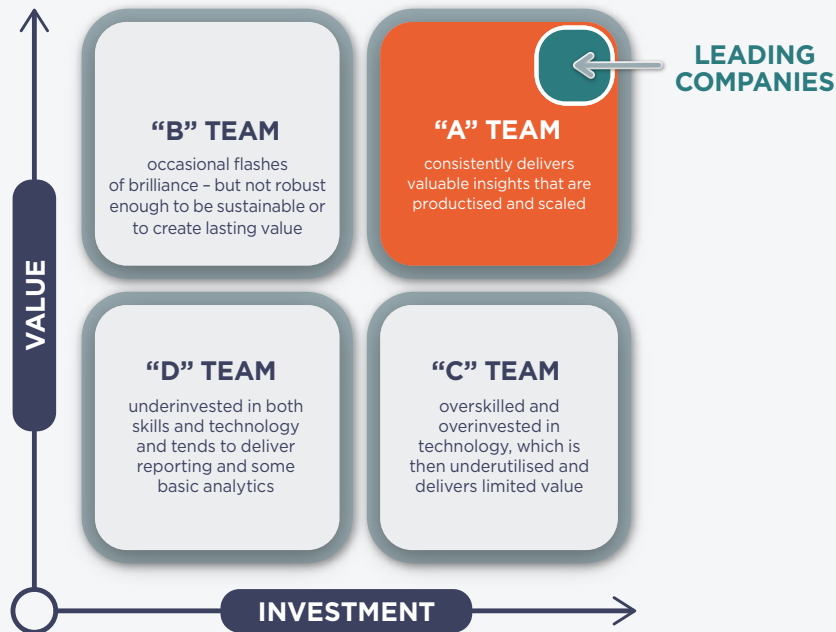 LEADING
COMPANIES
“B” TEAM
occasional flashes
of brilliance – but not robust
enough to be sustainable or
to create lasting value
“A” TEAM
consistently delivers
valuable insights that are
productised and scaled
VALUE
“D” TEAM
underinvested in both
skills and technology
and tends to deliver
reporting and some
basic analytics
“C” TEAM
overskilled and
overinvested in
technology, which is
then underutilised and
delivers limited value
INVESTMENT